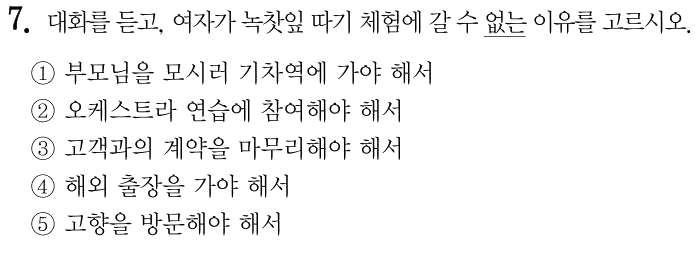 7. 대화를 듣고, 여자가 녹찻잎 따기 체험에 갈 수 없는 이유를 고르시오.
① 부모님을 모시러 기차역에 가야 해서
② 오케스트라 연습에 참여해야 해서
③ 고객과의 계약을 마무리해야 해서
④ 해외 출장을 가야 해서
⑤ 고향을 방문해야 해서